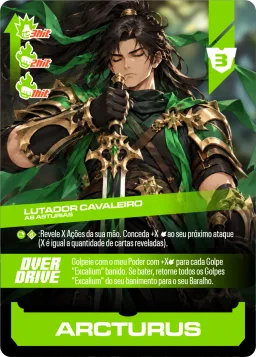 3hit
2hit
1hit
3
LUTADOR CAVALEIRO
AS ASTURIAS
:Revele X Ações da sua mão. Conceda +X ao seu próximo ataque
(X é igual a quantidade de cartas reveladas).
OVER
DRIVE
Golpeie com o meu Poder com +X para cada Golpe
"Excalium" banido. Se bater, retorne todos os Golpes
"Excalium" do seu banimento para o seu Baralho.
ARCTURUS